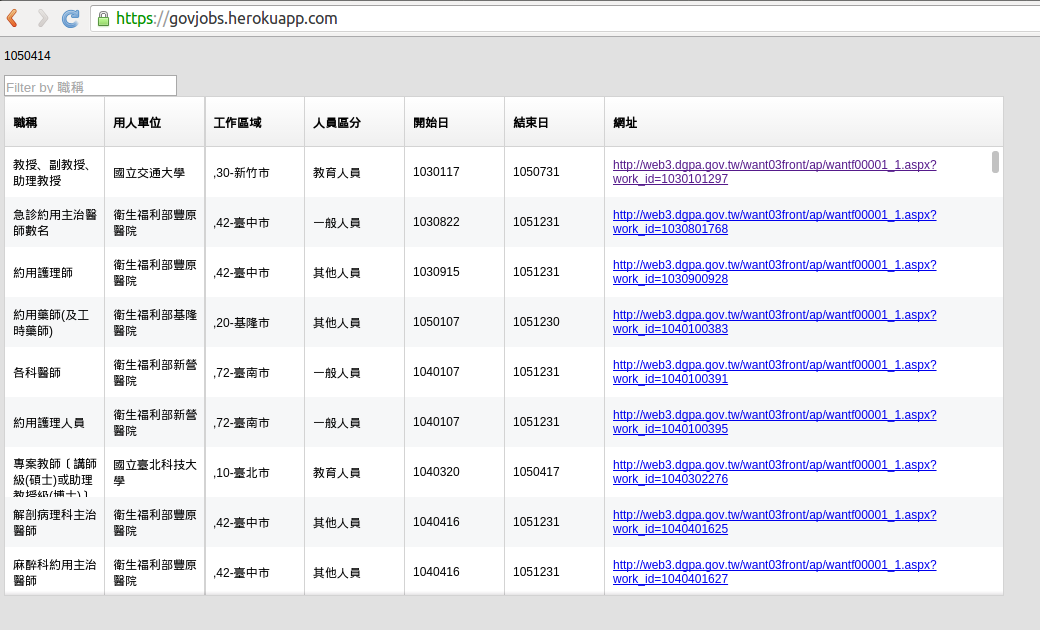 https://govjobs.herokuapp.com
1050414
Filter by 職稱
職稱 用人單位 工作區域 人員區分 開始日 結束日 網址
教授、副教授、
助理教授
國立交通大學
,30-新竹市
教育人員
1030117
1050731
http://web3.dgpa.gov.tw/want03front/ap/wantf00001_1.aspx?
work_id=1030101297
急診約用主治醫
師數名
衛生福利部豐原
醫院
,42-臺中市
一般人員
1030822
1051231
http://web3.dgpa.gov.tw/want03front/ap/wantf00001_1.aspx?
work_id=1030801768
約用護理師
衛生福利部豐原
醫院
,42-臺中市
其他人員
1030915
1051231
http://web3.dgpa.gov.tw/want03front/ap/wantf00001_1.aspx?
work_id=1030900928
約用藥師(及工
時藥師)
衛生福利部基隆
醫院
,20-基隆市
其他人員
1050107
1051230
http://web3.dgpa.gov.tw/want03front/ap/wantf00001_1.aspx?
work_id=1040100383
各科醫師
衛生福利部新營
醫院
,72-臺南市
一般人員
1040107
1051231
http://web3.dgpa.gov.tw/want03front/ap/wantf00001_1.aspx?
work_id=1040100391
約用護理人員
衛生福利部新營
醫院
,72-臺南市
一般人員
1040107
1051231
http://web3.dgpa.gov.tw/want03front/ap/wantf00001_1.aspx?
work_id=1040100395
專案教師〔講師
級(碩士)或助理
教授級(博士)〕
國立臺北科技大
學
,10-臺北市
教育人員
1040320
1050417
http://web3.dgpa.gov.tw/want03front/ap/wantf00001_1.aspx?
work_id=1040302276
解剖病理科主治
醫師
衛生福利部豐原
醫院
,42-臺中市
其他人員
1040416
1051231
http://web3.dgpa.gov.tw/want03front/ap/wantf00001_1.aspx?
work_id=1040401625
麻醉科約用主治
醫師
衛生福利部豐原
醫院
,42-臺中市
其他人員
1040416
1051231
http://web3.dgpa.gov.tw/want03front/ap/wantf00001_1.aspx?
work_id=1040401627